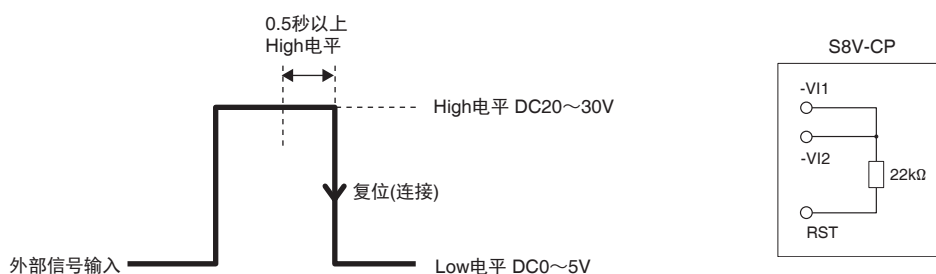 0.5秒以上
High电平
High电平 DC20～30V
复位(连接)
外部信号输入
Low电平 DC0～5V
S8V-CP
-VI1
-VI2
22kΩ
RST